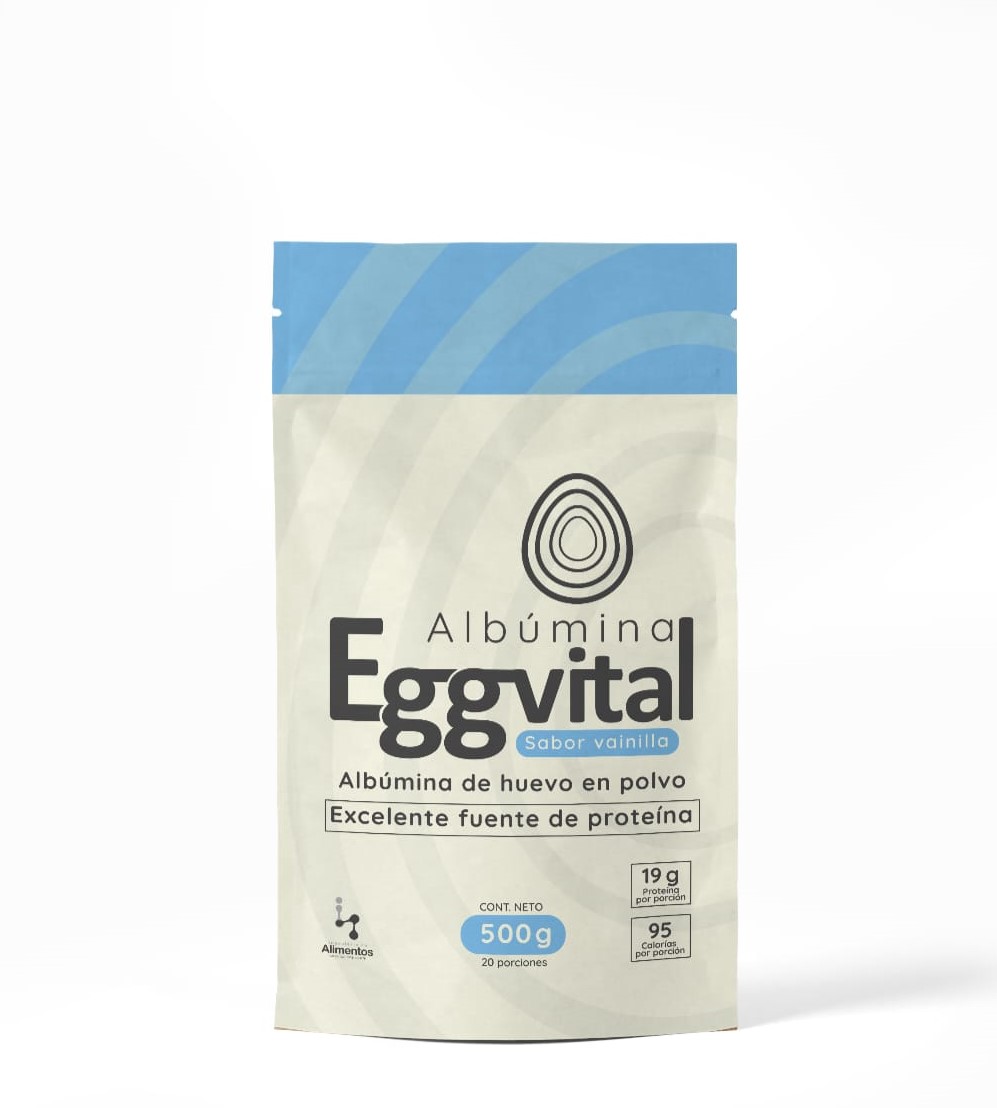 Albúmina
Eggvital
Sabor vainilla
Albúmina de huevo en polvo
Excelente fuente de proteína
19 g
Proteína
por porción
95
Calorías
por porción
CONT. NETO
500g
20 porciones
Alimentos